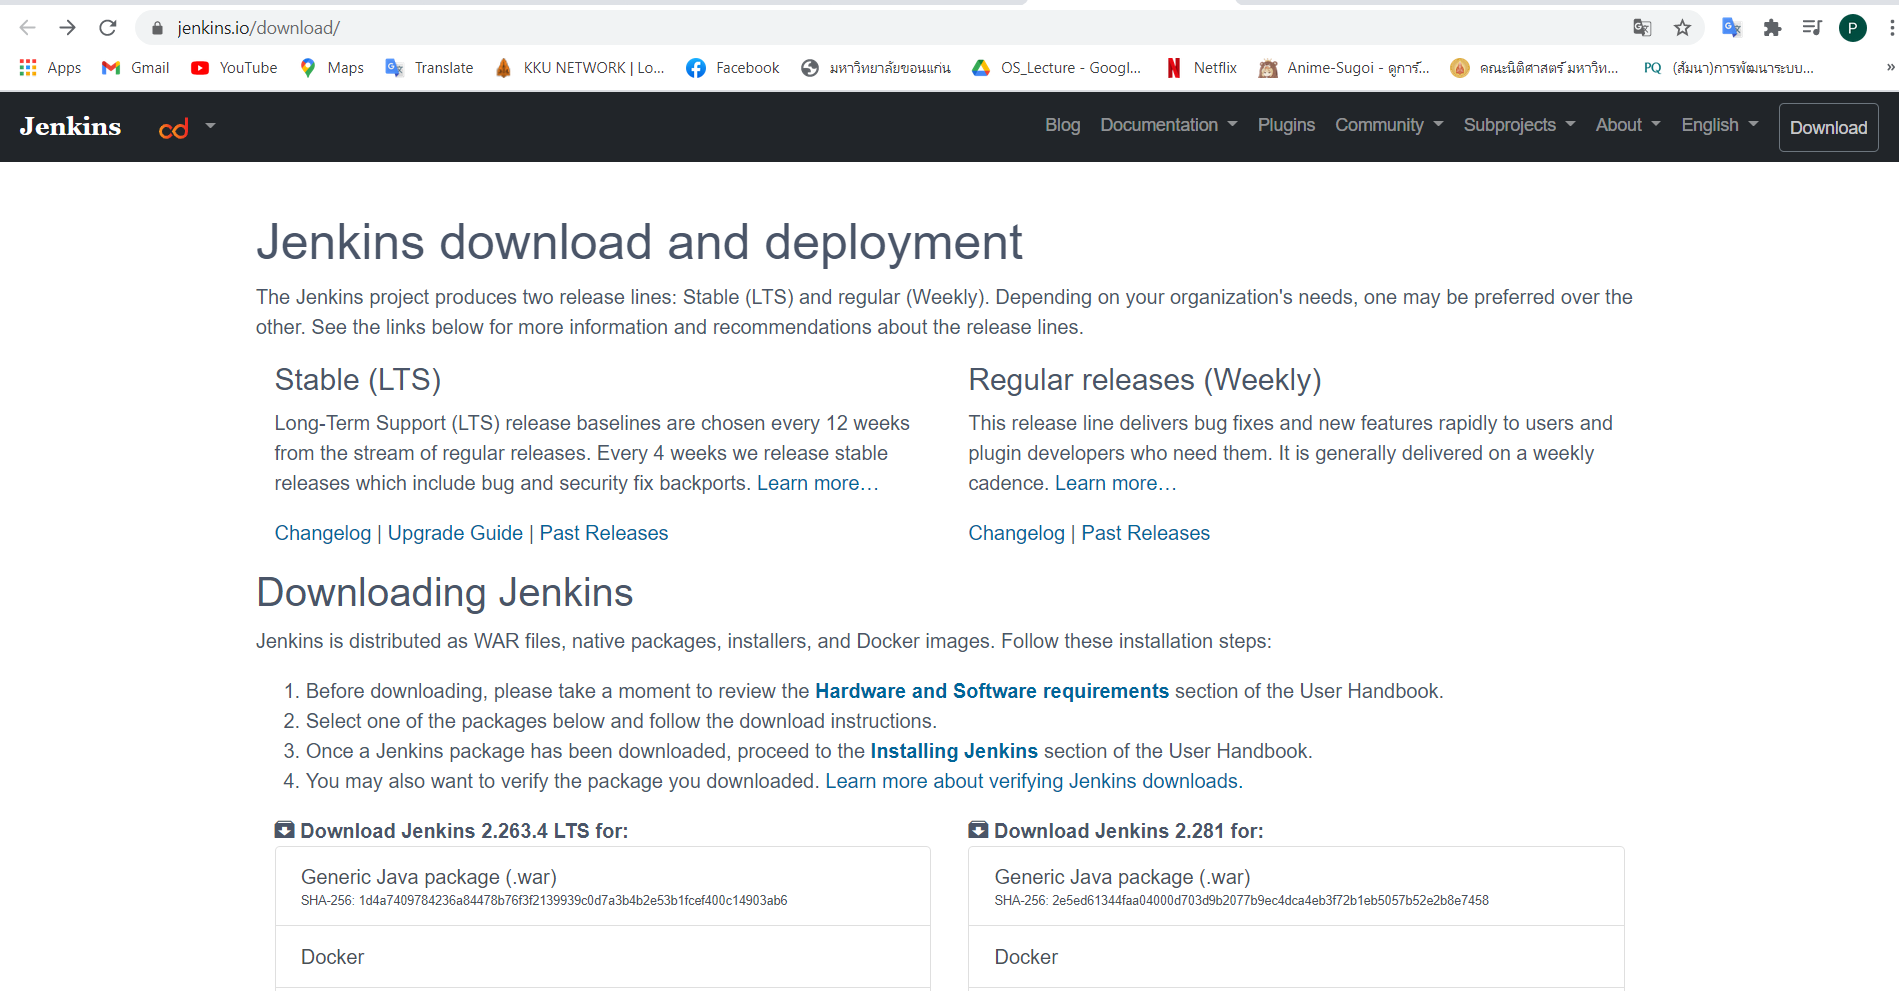 jenkins.io/download/
P
Apps Gmail YouTube Maps Translate KKU NETWORK | Lo... Facebook มหาวิทยาลัยขอนแก่น OS_Lecture - Googl... Netflix Anime-Sugoi - ดูการ์... คณะนิติศาสตร์ มหาวิท... PQ (สัมนา)การพัฒนาระบบ... »
Jenkins cd Blog Documentation Plugins Community Subprojects About English Download
Jenkins download and deployment
The Jenkins project produces two release lines: Stable (LTS) and regular (Weekly). Depending on your organization's needs, one may be preferred over the
other. See the links below for more information and recommendations about the release lines.
Stable (LTS)
Long-Term Support (LTS) release baselines are chosen every 12 weeks
from the stream of regular releases. Every 4 weeks we release stable
releases which include bug and security fix backports. Learn more…
Changelog | Upgrade Guide | Past Releases
Regular releases (Weekly)
This release line delivers bug fixes and new features rapidly to users and
plugin developers who need them. It is generally delivered on a weekly
cadence. Learn more…
Changelog | Past Releases
Downloading Jenkins
Jenkins is distributed as WAR files, native packages, installers, and Docker images. Follow these installation steps:
1. Before downloading, please take a moment to review the Hardware and Software requirements section of the User Handbook.
2. Select one of the packages below and follow the download instructions.
3. Once a Jenkins package has been downloaded, proceed to the Installing Jenkins section of the User Handbook.
4. You may also want to verify the package you downloaded. Learn more about verifying Jenkins downloads.
Download Jenkins 2.263.4 LTS for:
Generic Java package (.war)
SHA-256: 1d4a7409784236a84478b76f3f2139939c0d7a3b4b2e53b1fcef400c14903ab6
Docker
Download Jenkins 2.281 for:
Generic Java package (.war)
SHA-256: 2e5ed61344faa04000d703d9b2077b9ec4dca4eb3f72b1eb5057b52e2b8e7458
Docker